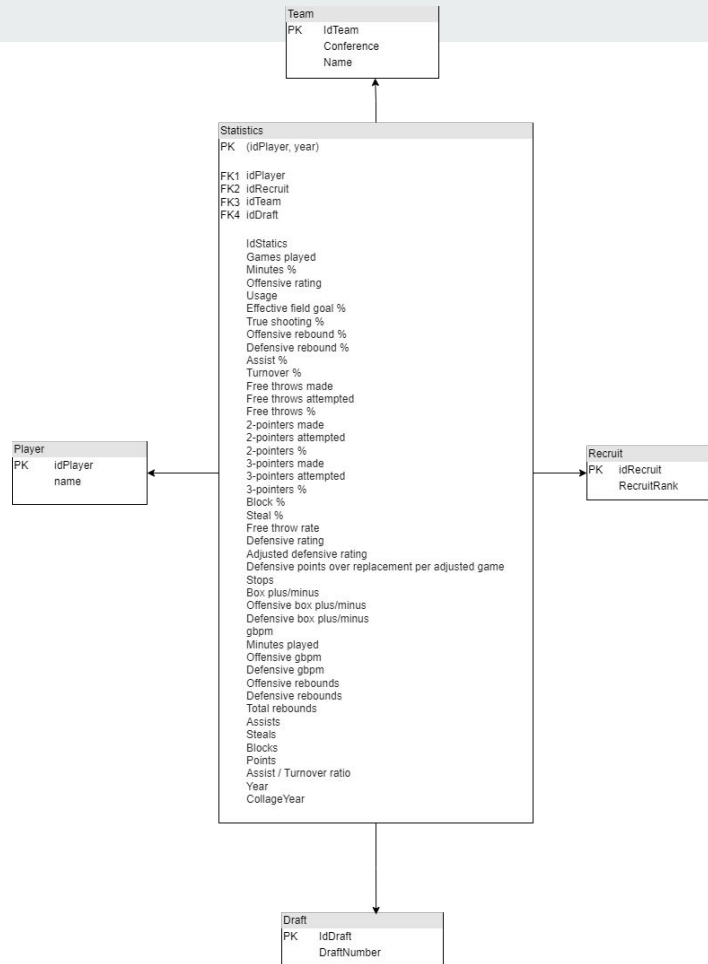 Team
PK IdTeam
Conference
Name
Statistics
PK (idPlayer, year)
FK1 idPlayer
FK2 idRecruit
FK3 idTeam
FK4 idDraft
IdStatics
Games played
Minutes %
Offensive rating
Usage
Effective field goal %
True shooting %
Offensive rebound %
Defensive rebound %
Assist %
Turnover %
Free throws made
Free throws attempted
Free throws %
2-pointers made
2-pointers attempted
2-pointers %
3-pointers made
3-pointers attempted
3-pointers %
Block %
Steal %
Free throw rate
Defensive rating
Adjusted defensive rating
Defensive points over replacement per adjusted game
Stops
Box plus/minus
Offensive box plus/minus
Defensive box plus/minus
gbpm
Minutes played
Offensive gbpm
Defensive gbpm
Offensive rebounds
Defensive rebounds
Total rebounds
Assists
Steals
Blocks
Points
Assist / Turnover ratio
Year
CollageYear
Player
PK idPlayer
name
Recruit
PK idRecruit
RecruitRank
Draft
PK IdDraft
DraftNumber